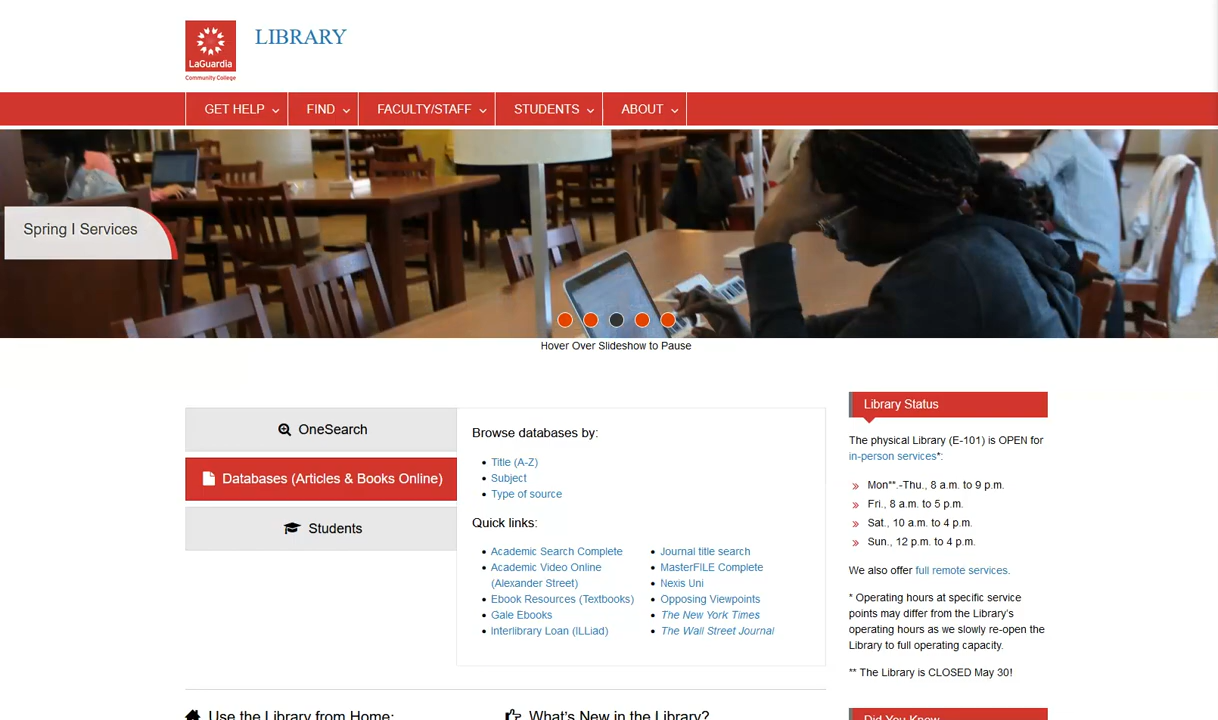 LaGuardia
Community College
LIBRARY
GET HELP
FIND
FACULTY/STAFF
STUDENTS
ABOUT
Spring I Services
Hover Over Slideshow to Pause
OneSearch
Databases (Articles & Books Online)
Students
Browse databases by:
Title (A-Z)
Subject
Type of source
Quick links:
Academic Search Complete
Academic Video Online
(Alexander Street)
Ebook Resources (Textbooks)
Gale Ebooks
Interlibrary Loan (ILLiad)
Journal title search
MasterFILE Complete
Nexis Uni
Opposing Viewpoints
The New York Times
The Wall Street Journal
Library Status
The physical Library (E-101) is OPEN for
in-person services*:
Mon**.-Thu., 8 a.m. to 9 p.m.
Fri., 8 a.m. to 5 p.m.
Sat., 10 a.m. to 4 p.m.
Sun., 12 p.m. to 4 p.m.
We also offer full remote services.
* Operating hours at specific service
points may differ from the Library's
operating hours as we slowly re-open the
Library to full operating capacity.
** The Library is CLOSED May 30!
Use the Library from Home:
What's New in the Library?
Did You Know